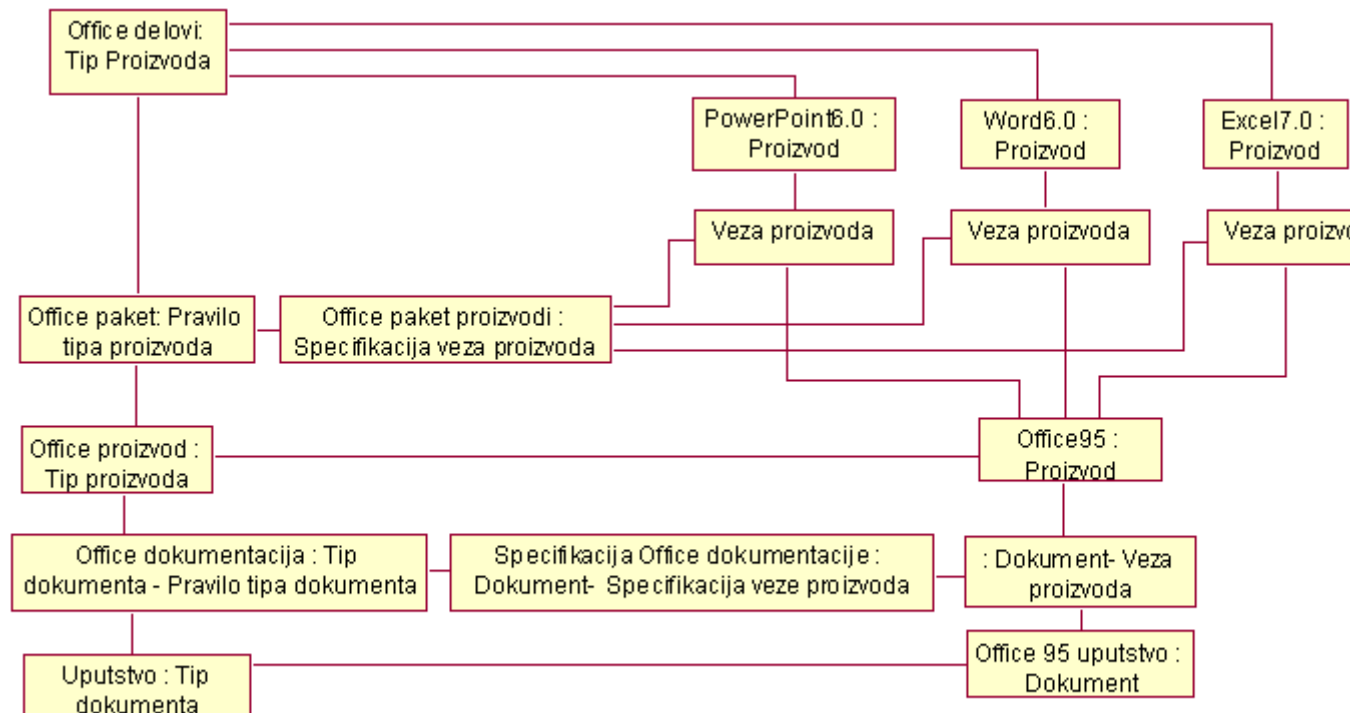 Office delovi:
Tip Proizvoda
PowerPoint6.0 :
Proizvod
Word6.0 :
Proizvod
Excel7.0 :
Proizvod
Veza proizvoda
Veza proizvoda
Veza proizvo
Office paket: Pravilo
tipa proizvoda
Office paket proizvodi :
Specifikacija veza proizvoda
Office proizvod :
Tip proizvoda
Office95 :
Proizvod
Office dokumentacija : Tip
dokumenta - Pravilo tipa dokumenta
Specifikacija Office dokumentacije :
Dokument- Specifikacija veze proizvoda
: Dokument- Veza
proizvoda
Uputstvo : Tip
dokumenta
Office 95 uputstvo :
Dokument